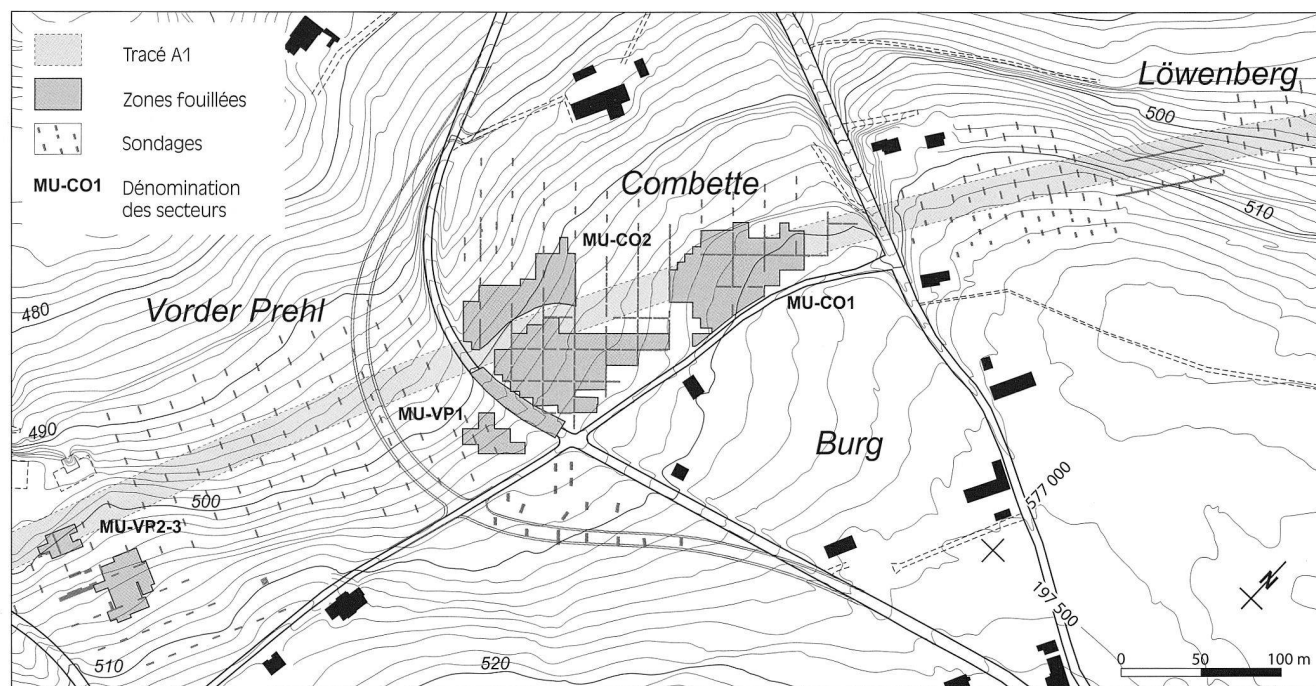 Tracé A1
Zones fouillées
Sondages
MU-CO1 Dénomination
des secteurs
Löwenberg
500
510
Combette
MU-CO2
MU-CO1
Vorder Prehl
480
490
MU-VP1
Burg
500
MU-VP2-3
577 000
197 500
N
510
520
0 50 100 m